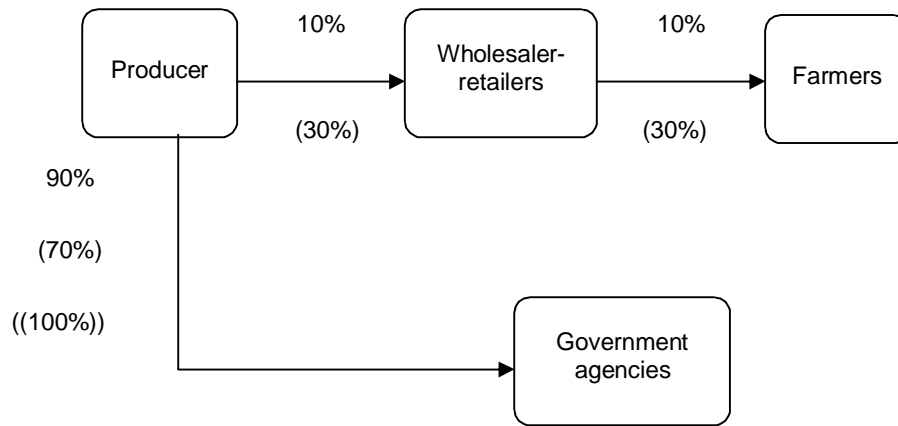 10%
10%
Producer
Wholesaler-
retailers
Farmers
(30%)
(30%)
90%
(70%)
((100%))
Government
agencies